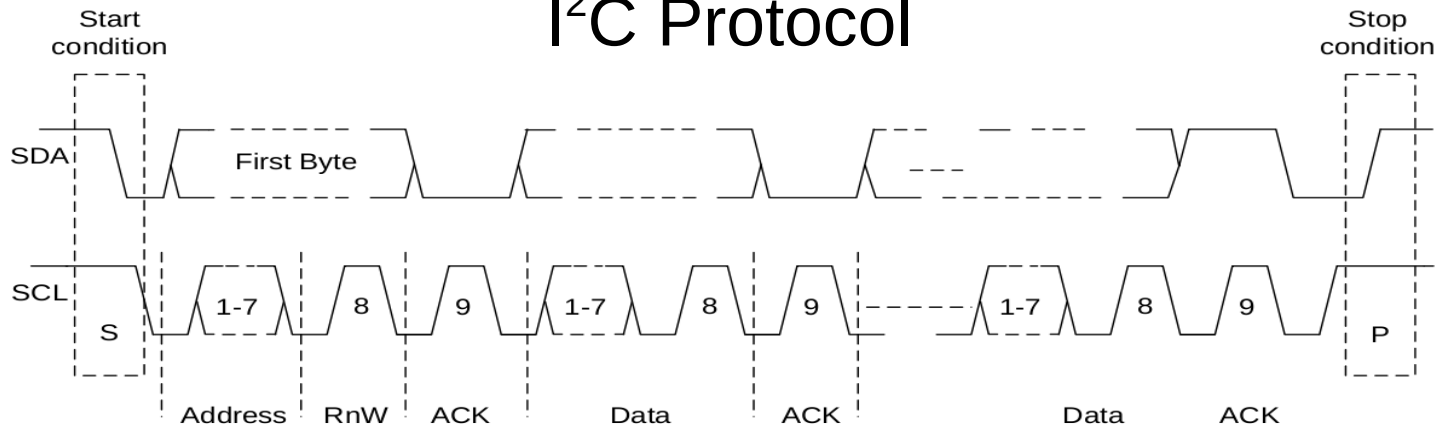 I²C Protocol
Start
condition
Stop
condition
SDA
First Byte
SCL
S
1-7
8
9
1-7
8
9
1-7
8
9
P
Address
RnW
ACK
Data
ACK
Data
ACK